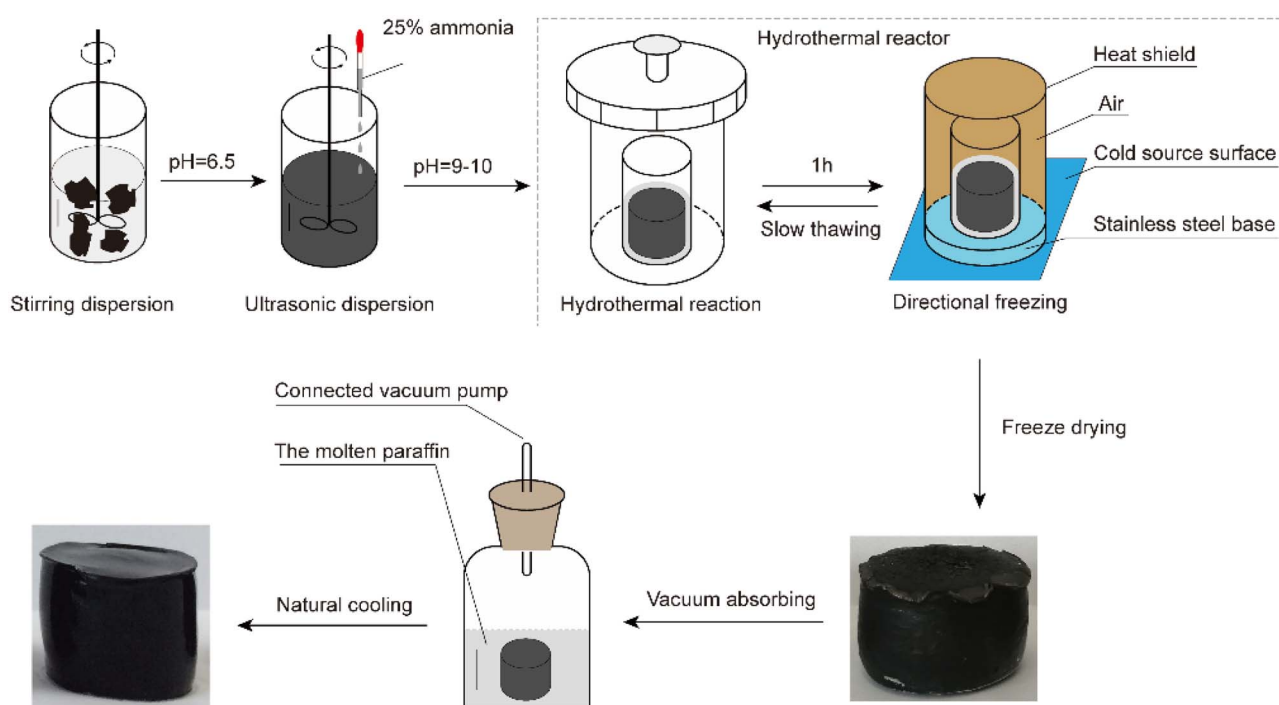 25% ammonia
Hydrothermal reactor
Heat shield
Air
Cold source surface
Stainless steel base
pH=6.5
pH=9-10
1h
Slow thawing
Stirring dispersion
Ultrasonic dispersion
Hydrothermal reaction
Directional freezing
Connected vacuum pump
The molten paraffin
Freeze drying
Natural cooling
Vacuum absorbing